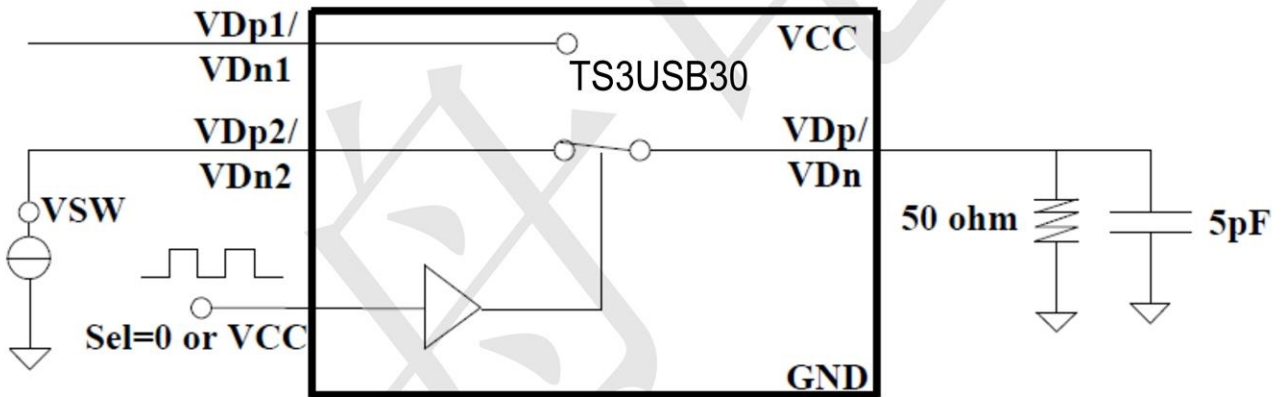 VDp1/
VCC
VDn1
TS3USB30
VDp2/
VDp/
VDn2
VDn
VSW
50 ohm
5pF
Sel=0 or VCC
GND